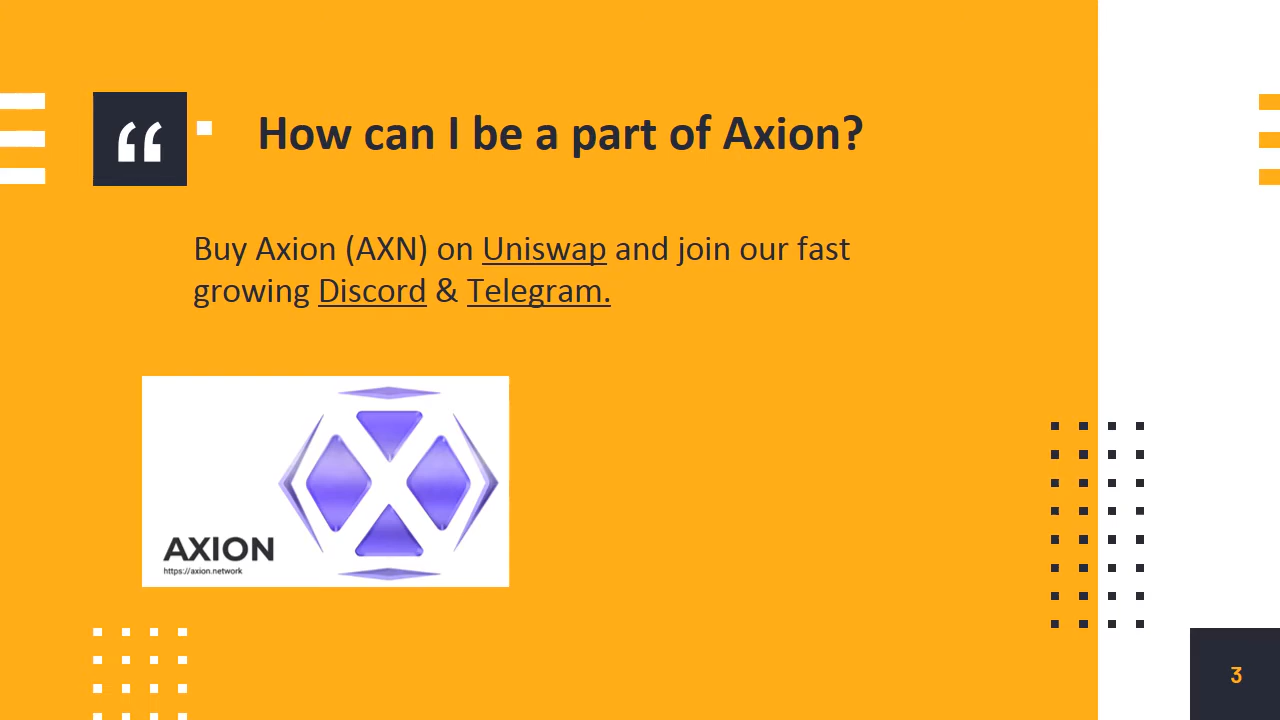 “
How can I be a part of Axion?
Buy Axion (AXN) on Uniswap and join our fast
growing Discord & Telegram.
AXION
https://axion.network
3